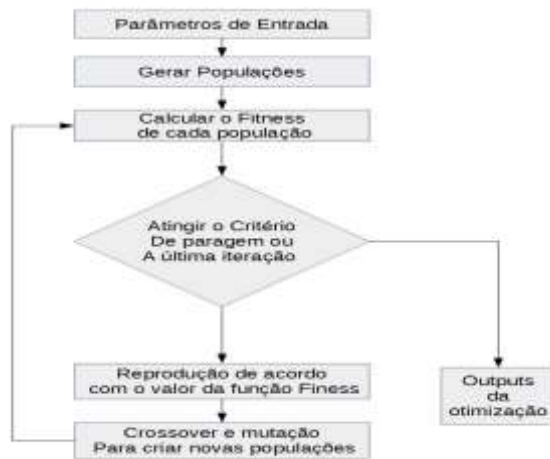 Parâmetros de Entrada
Gerar Populações
Calcular o Fitness
de cada população
Atingir o Critério
De paragem ou
A última iteração
Reprodução de acordo
com o valor da função Finess
Outputs
da
otimização
Crossover e mutação
Para criar novas populações